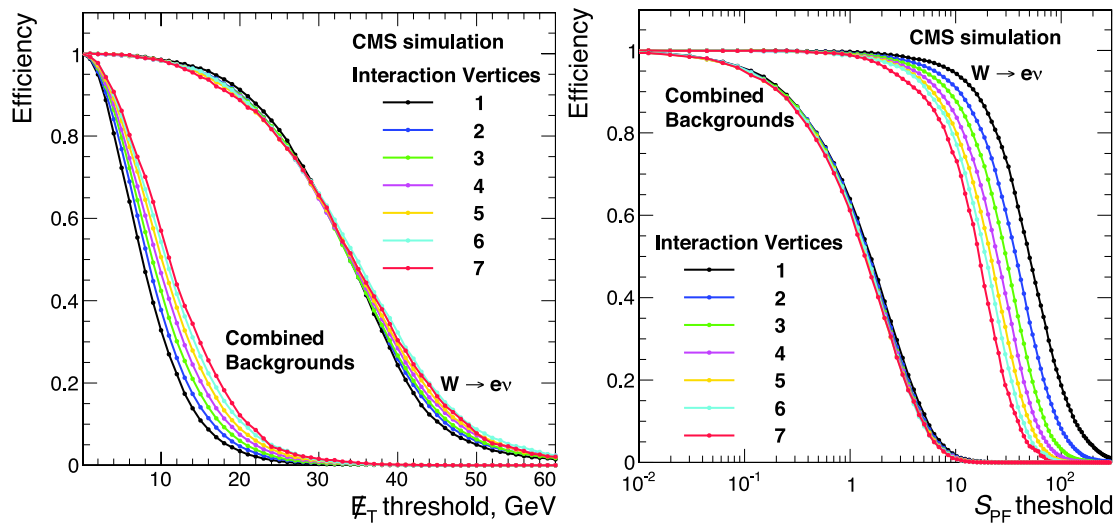 Efficiency
1
0.8
0.6
0.4
0.2
0
CMS simulation
Interaction Vertices
1
2
3
4
5
6
7
Combined
Backgrounds
W → eν
10 20 30 40 50 60
E̸T threshold, GeV
Efficiency
1
0.8
0.6
0.4
0.2
0
CMS simulation
W → eν
Combined
Backgrounds
Interaction Vertices
1
2
3
4
5
6
7
10-2 10-1 1 10 102
SPF theshold